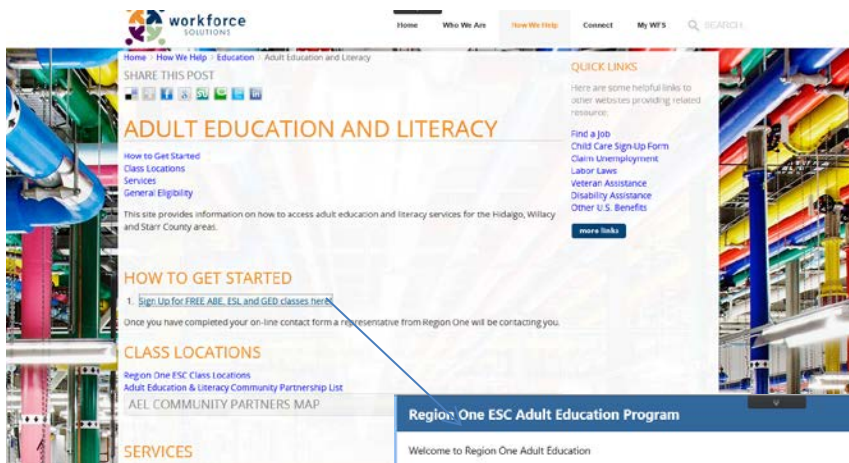 workforce
SOLUTIONS
Home Who We Are How We Help Connect My WFS SEARCH...
Home > How We Help > Education > Adult Education and Literacy
SHARE THIS POST
ADULT EDUCATION AND LITERACY
How to Get Started
Class Locations
Services
General Eligibility
This site provides information on how to access adult education and literacy services for the Hidalgo, Willacy
and Starr County areas.
HOW TO GET STARTED
1. Sign Up for FREE ABE, ESL and GED classes here!
Once you have completed your on-line contact form a representative from Region One will be contacting you.
CLASS LOCATIONS
Region One ESC Class Locations
Adult Education & Literacy Community Partnership List
AEL COMMUNITY PARTNERS MAP
SERVICES
QUICK LINKS
Here are some helpful links to
other websites providing related
resource.
Find a Job
Child Care Sign-Up Form
Claim Unemployment
Labor Laws
Veteran Assistance
Disability Assistance
Other U.S. Benefits
more links
Region One ESC Adult Education Program
Welcome to Region One Adult Education